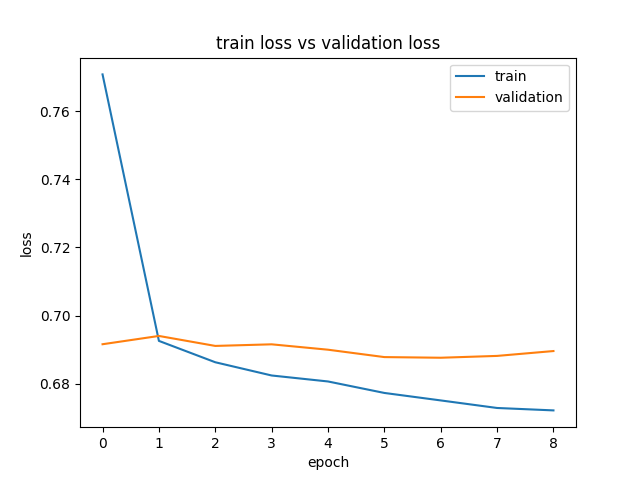 train loss vs validation loss
train
validation
0.76
0.74
0.72
0.70
0.68
loss
0 1 2 3 4 5 6 7 8
epoch